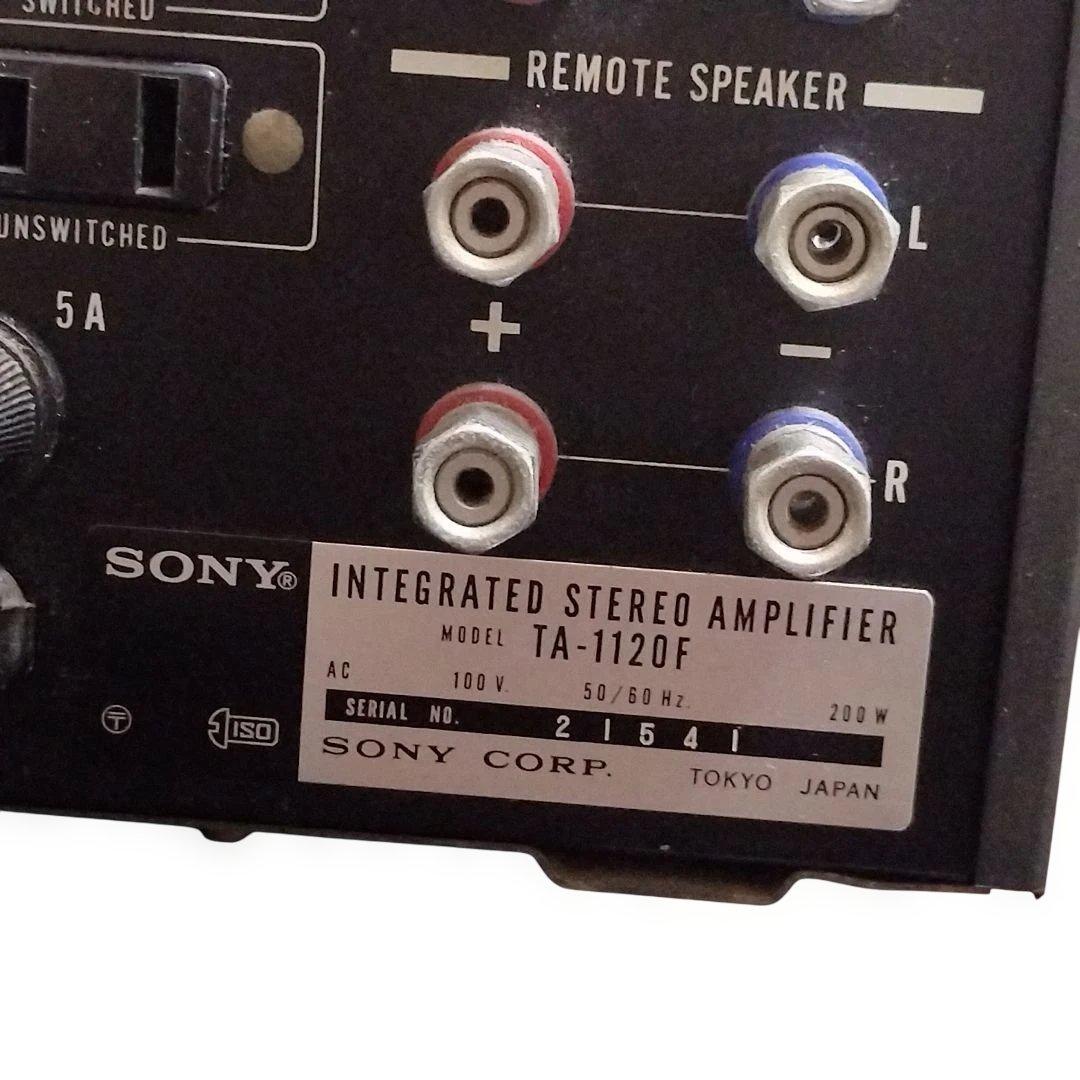 SWITCHED
REMOTE SPEAKER
UNSWITCHED
L
5 A
+ −
R
SONY®
INTEGRATED STEREO AMPLIFIER
MODEL TA-1120F
AC 100 V. 50/60 Hz. 200 W
SERIAL NO. 21541
〒 ISO
SONY CORP. TOKYO JAPAN